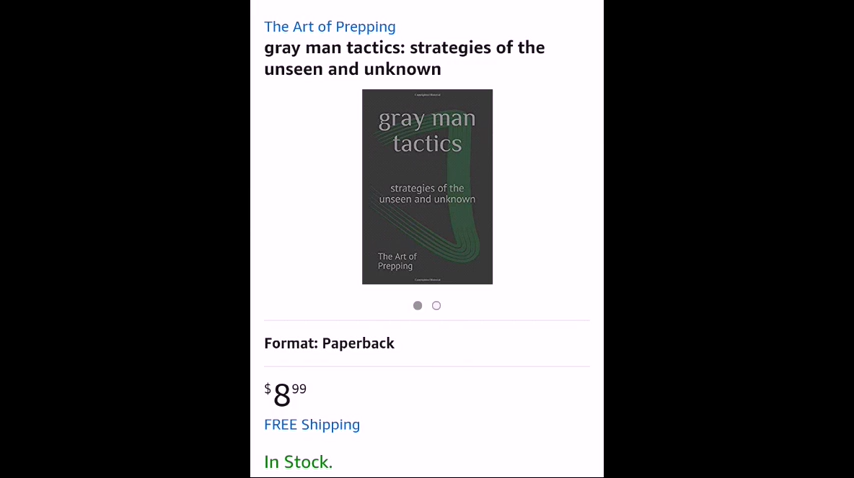 The Art of Prepping
gray man tactics: strategies of the
unseen and unknown
gray man
tactics
strategies of the
unseen and unknown
The Art of
Prepping
Format: Paperback
$8.99
FREE Shipping
In Stock.